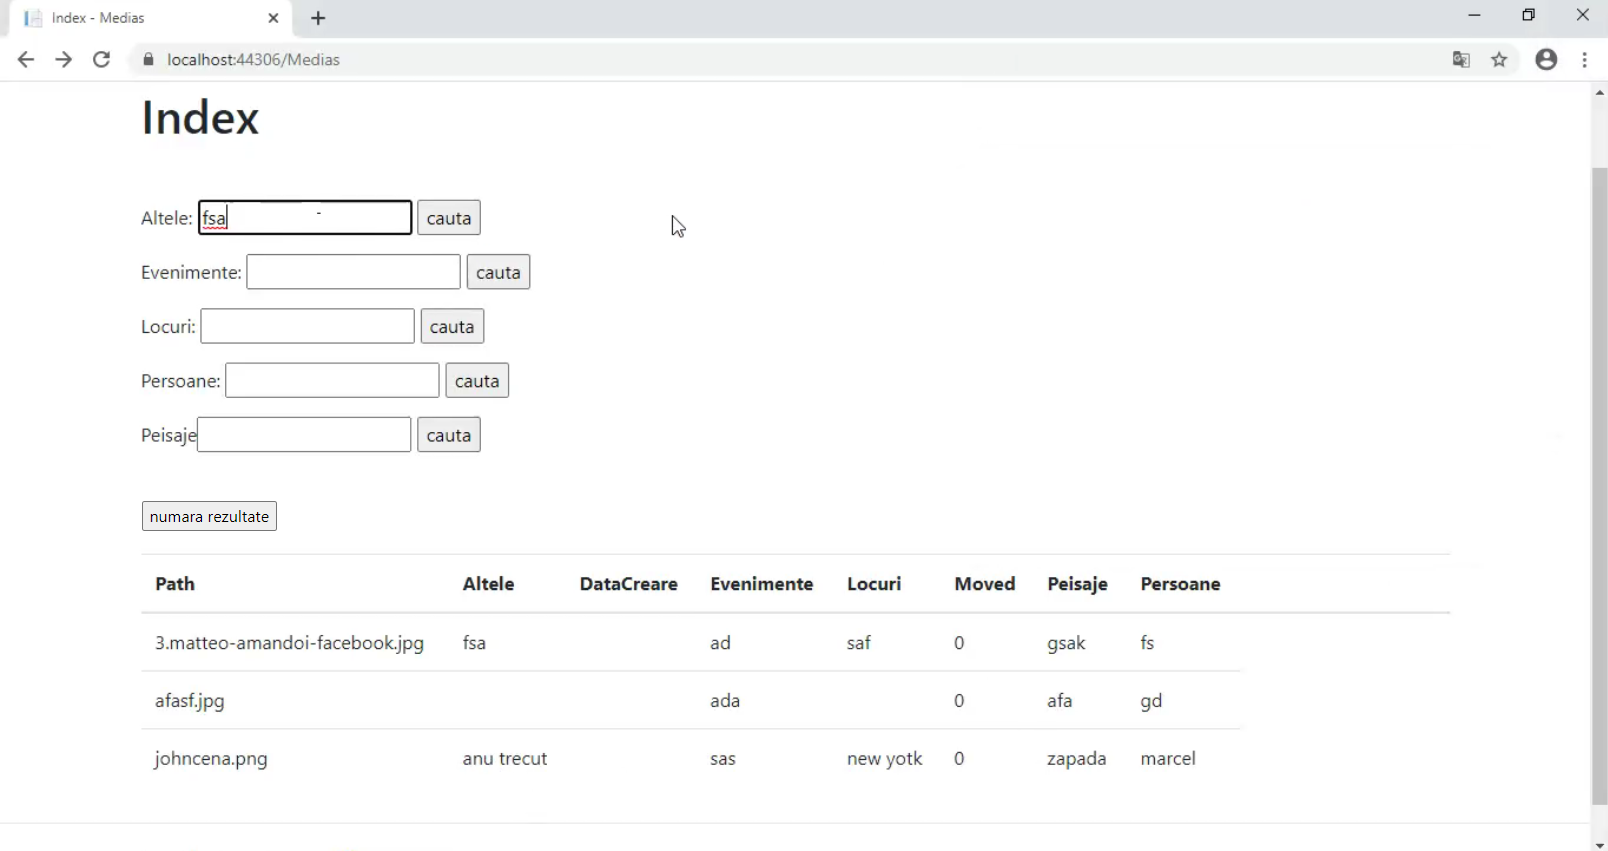 Index - Medias
localhost:44306/Medias
Index
Altele: fsa cauta
Evenimente: cauta
Locuri: cauta
Persoane: cauta
Peisaje cauta
numara rezultate
Path Altele DataCreare Evenimente Locuri Moved Peisaje Persoane
3.matteo-amandoi-facebook.jpg fsa ad saf 0 gsak fs
afasf.jpg ada 0 afa gd
johncena.png anu trecut sas new yotk 0 zapada marcel